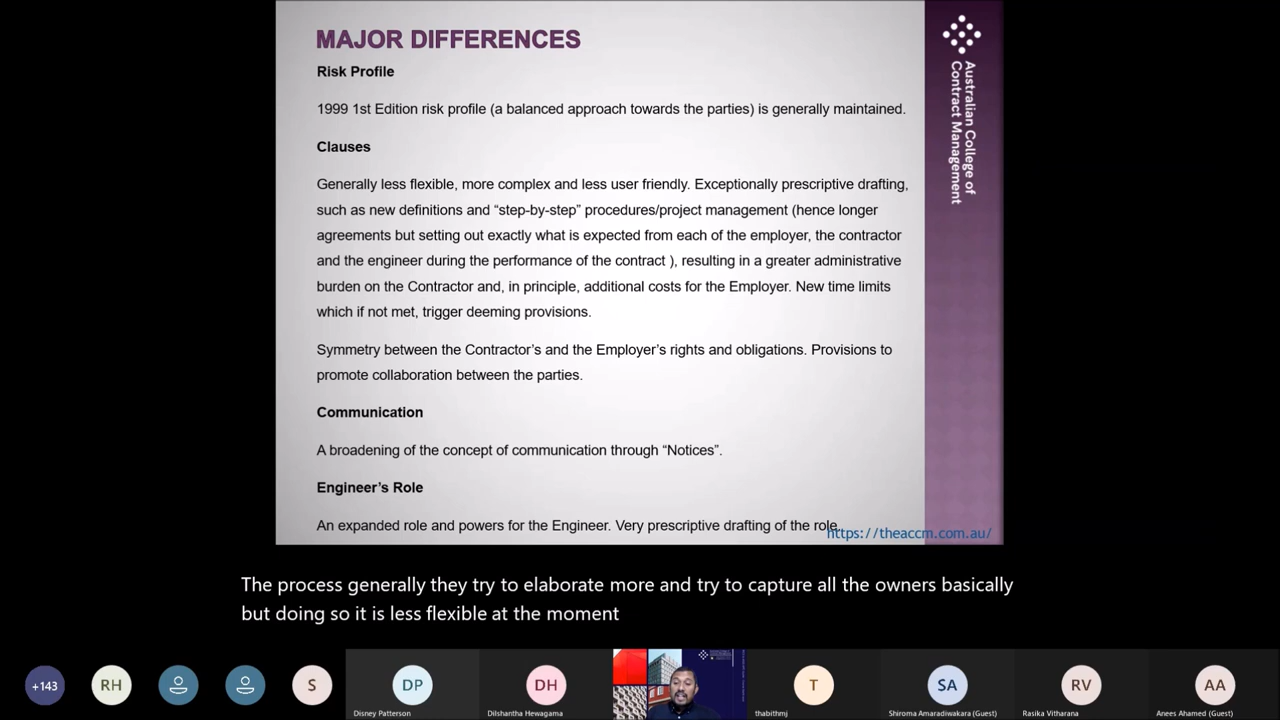 MAJOR DIFFERENCES
Risk Profile
1999 1st Edition risk profile (a balanced approach towards the parties) is generally maintained.
Clauses
Generally less flexible, more complex and less user friendly. Exceptionally prescriptive drafting,
such as new definitions and “step-by-step” procedures/project management (hence longer
agreements but setting out exactly what is expected from each of the employer, the contractor
and the engineer during the performance of the contract ), resulting in a greater administrative
burden on the Contractor and, in principle, additional costs for the Employer. New time limits
which if not met, trigger deeming provisions.
Symmetry between the Contractor’s and the Employer’s rights and obligations. Provisions to
promote collaboration between the parties.
Communication
A broadening of the concept of communication through “Notices”.
Engineer’s Role
An expanded role and powers for the Engineer. Very prescriptive drafting of the role.
https://theaccm.com.au/
Australian College of
Contract Management
The process generally they try to elaborate more and try to capture all the owners basically
but doing so it is less flexible at the moment
+143
RH
S
DP
Disney Patterson
DH
Dilshantha Hewagama
T
thabithmj
SA
Shiroma Amaradiwakara (Guest)
RV
Rasika Vitharana
AA
Anees Ahamed (Guest)